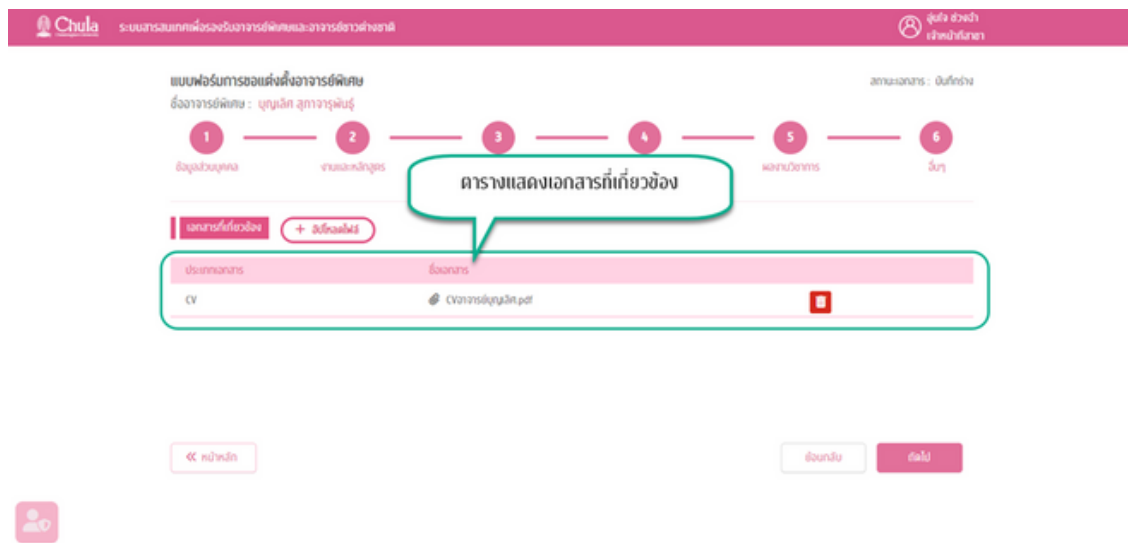 Chula ระบบสารสนเทศเพื่อรองรับอาจารย์พิเศษและอาจารย์ชาวต่างชาติ
อุ่นใจ ช่วงฉ่ำ
เจ้าหน้าที่สาขา
แบบฟอร์มการขอแต่งตั้งอาจารย์พิเศษ
สถานะเอกสาร : บันทึกร่าง
ชื่ออาจารย์พิเศษ : บุญเลิศ สุภาจารุพันธุ์
1 2 3 4 5 6
ข้อมูลส่วนบุคคล งานและหลักสูตร ผลงานวิชาการ อื่นๆ
ตารางแสดงเอกสารที่เกี่ยวข้อง
เอกสารที่เกี่ยวข้อง + อัปโหลดไฟล์
ประเภทเอกสาร ชื่อเอกสาร
CV CVอาจารย์บุญเลิศ.pdf
หน้าหลัก ย้อนกลับ ถัดไป